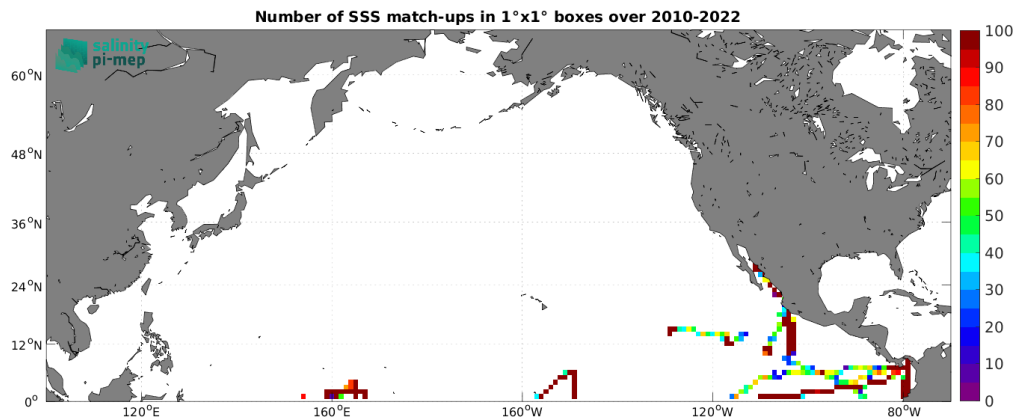 Number of SSS match-ups in 1°x1° boxes over 2010-2022
salinity
pi-mep
60°N
48°N
36°N
24°N
12°N
0°
120°E
160°E
160°W
120°W
80°W
100
90
80
70
60
50
40
30
20
10
0